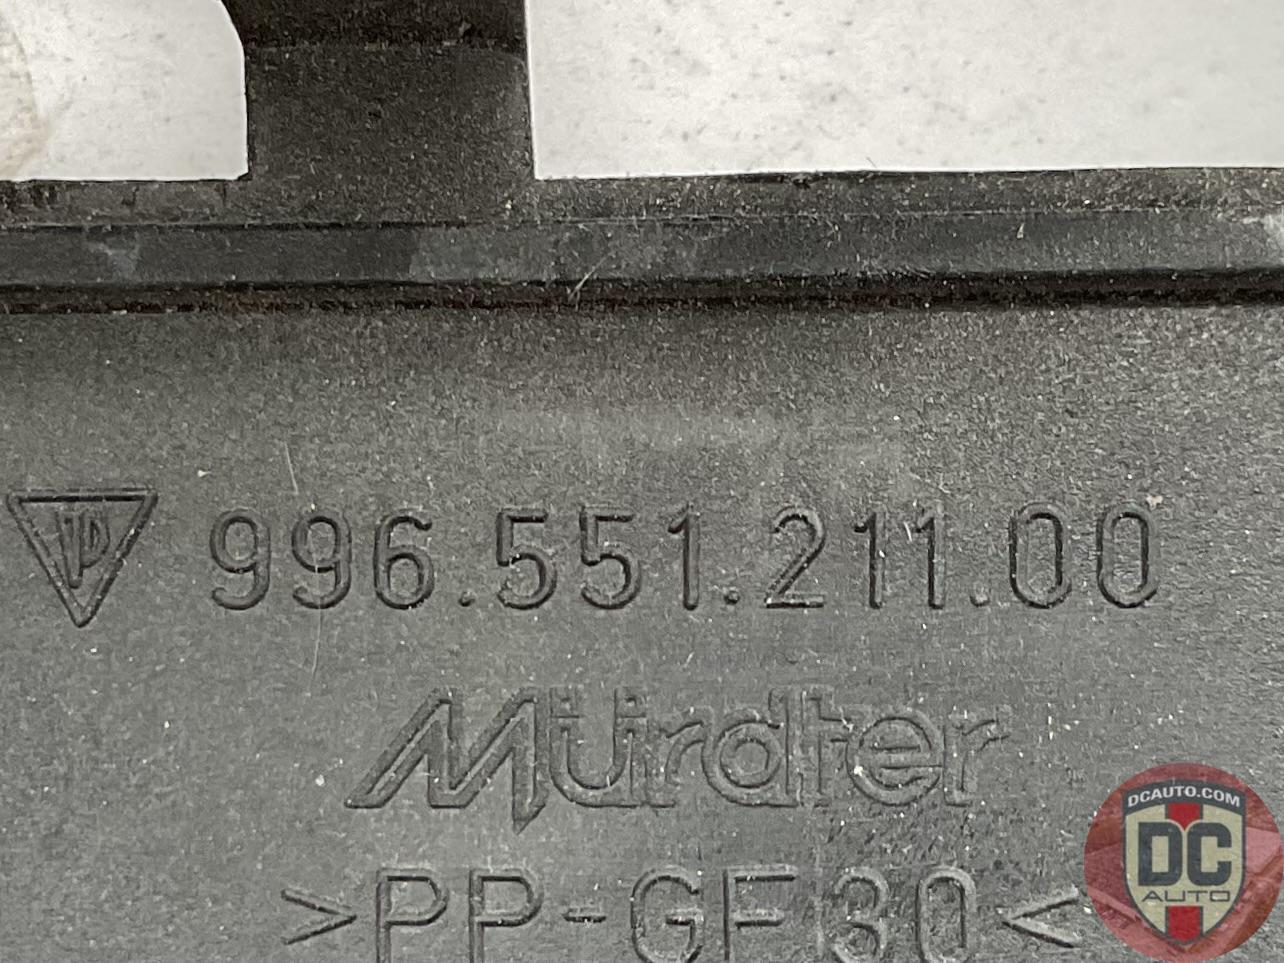 996.551.211.00
Mürdter
>PP-GF30<
DCAUTO.COM
DC
AUTO